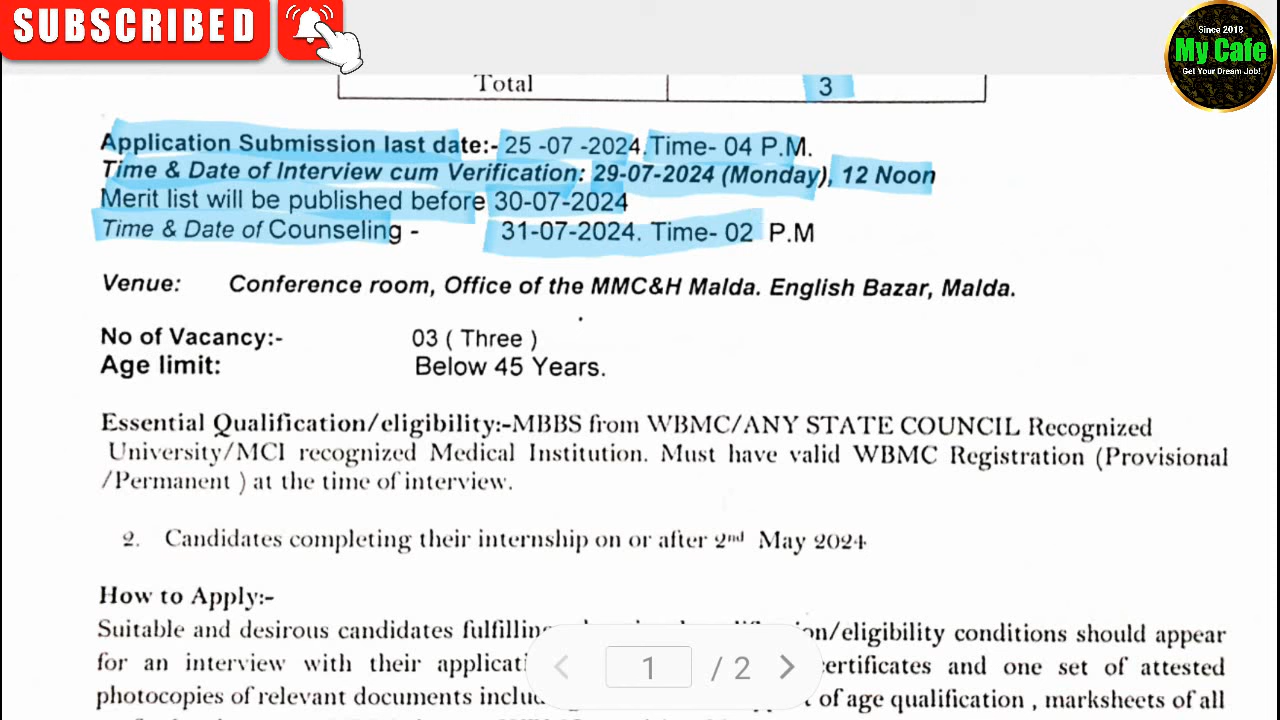 SUBSCRIBED
Since 2018
My Cafe
Get Your Dream Job!
Total 3
Application Submission last date:- 25 -07 -2024. Time- 04 P.M.
Time & Date of Interview cum Verification: 29-07-2024 (Monday), 12 Noon
Merit list will be published before 30-07-2024
Time & Date of Counseling - 31-07-2024. Time- 02 P.M
Venue: Conference room, Office of the MMC&H Malda. English Bazar, Malda.
No of Vacancy:- 03 ( Three )
Age limit: Below 45 Years.
Essential Qualification/eligibility:-MBBS from WBMC/ANY STATE COUNCIL Recognized
University/MCI recognized Medical Institution. Must have valid WBMC Registration (Provisional
/Permanent ) at the time of interview.
2. Candidates completing their internship on or after 2nd May 2024
How to Apply:-
Suitable and desirous candidates on/eligibility conditions should appear
for an interview with their ertificates and one set of attested
photocopies of relevant documents of age qualification , marksheets of all
1 / 2